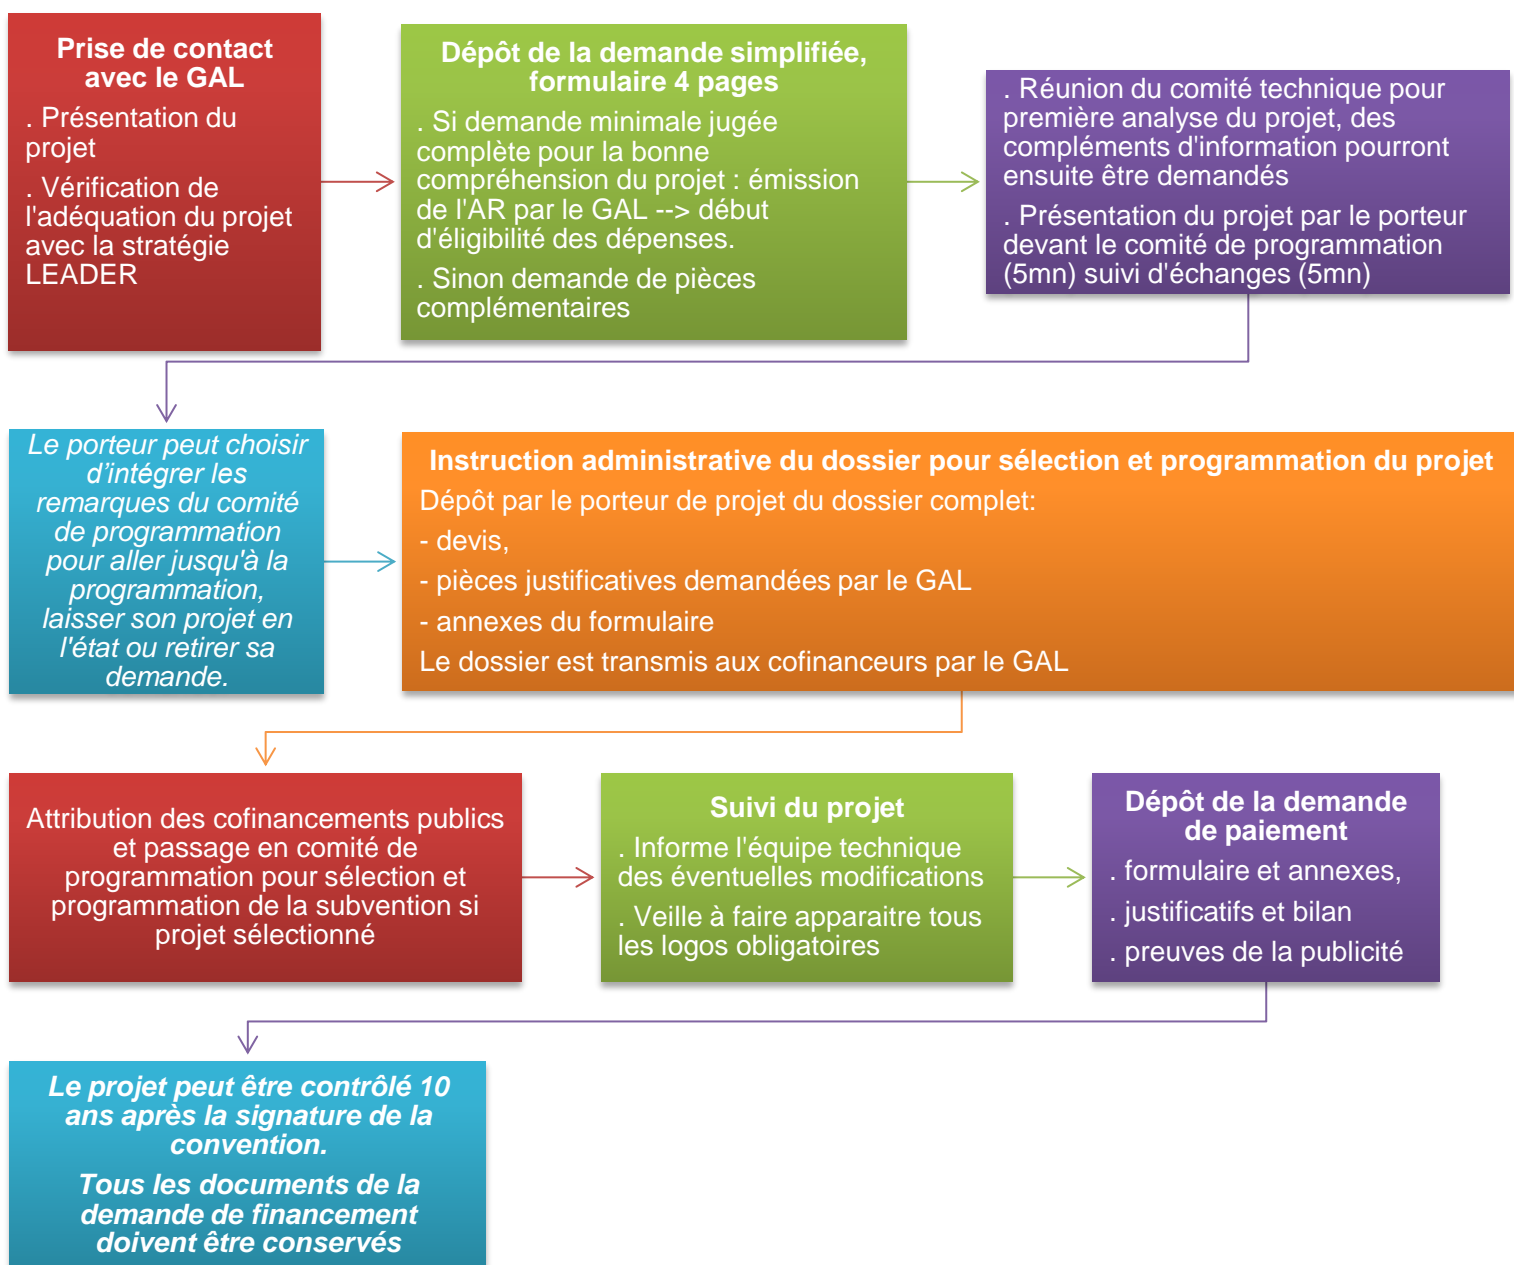 Prise de contact
avec le GAL
. Présentation du
projet
. Vérification de
l'adéquation du projet
avec la stratégie
LEADER
Dépôt de la demande simplifiée,
formulaire 4 pages
. Si demande minimale jugée
complète pour la bonne
compréhension du projet : émission
de l'AR par le GAL --> début
d'éligibilité des dépenses.
. Sinon demande de pièces
complémentaires
. Réunion du comité technique pour
première analyse du projet, des
compléments d'information pourront
ensuite être demandés
. Présentation du projet par le porteur
devant le comité de programmation
(5mn) suivi d'échanges (5mn)
Le porteur peut choisir
d’intégrer les
remarques du comité
de programmation
pour aller jusqu'à la
programmation,
laisser son projet en
l'état ou retirer sa
demande.
Instruction administrative du dossier pour sélection et programmation du projet
Dépôt par le porteur de projet du dossier complet:
- devis,
- pièces justificatives demandées par le GAL
- annexes du formulaire
Le dossier est transmis aux cofinanceurs par le GAL
Attribution des cofinancements publics
et passage en comité de
programmation pour sélection et
programmation de la subvention si
projet sélectionné
Suivi du projet
. Informe l'équipe technique
des éventuelles modifications
. Veille à faire apparaitre tous
les logos obligatoires
Dépôt de la demande
de paiement
. formulaire et annexes,
. justificatifs et bilan
. preuves de la publicité
Le projet peut être contrôlé 10
ans après la signature de la
convention.
Tous les documents de la
demande de financement
doivent être conservés